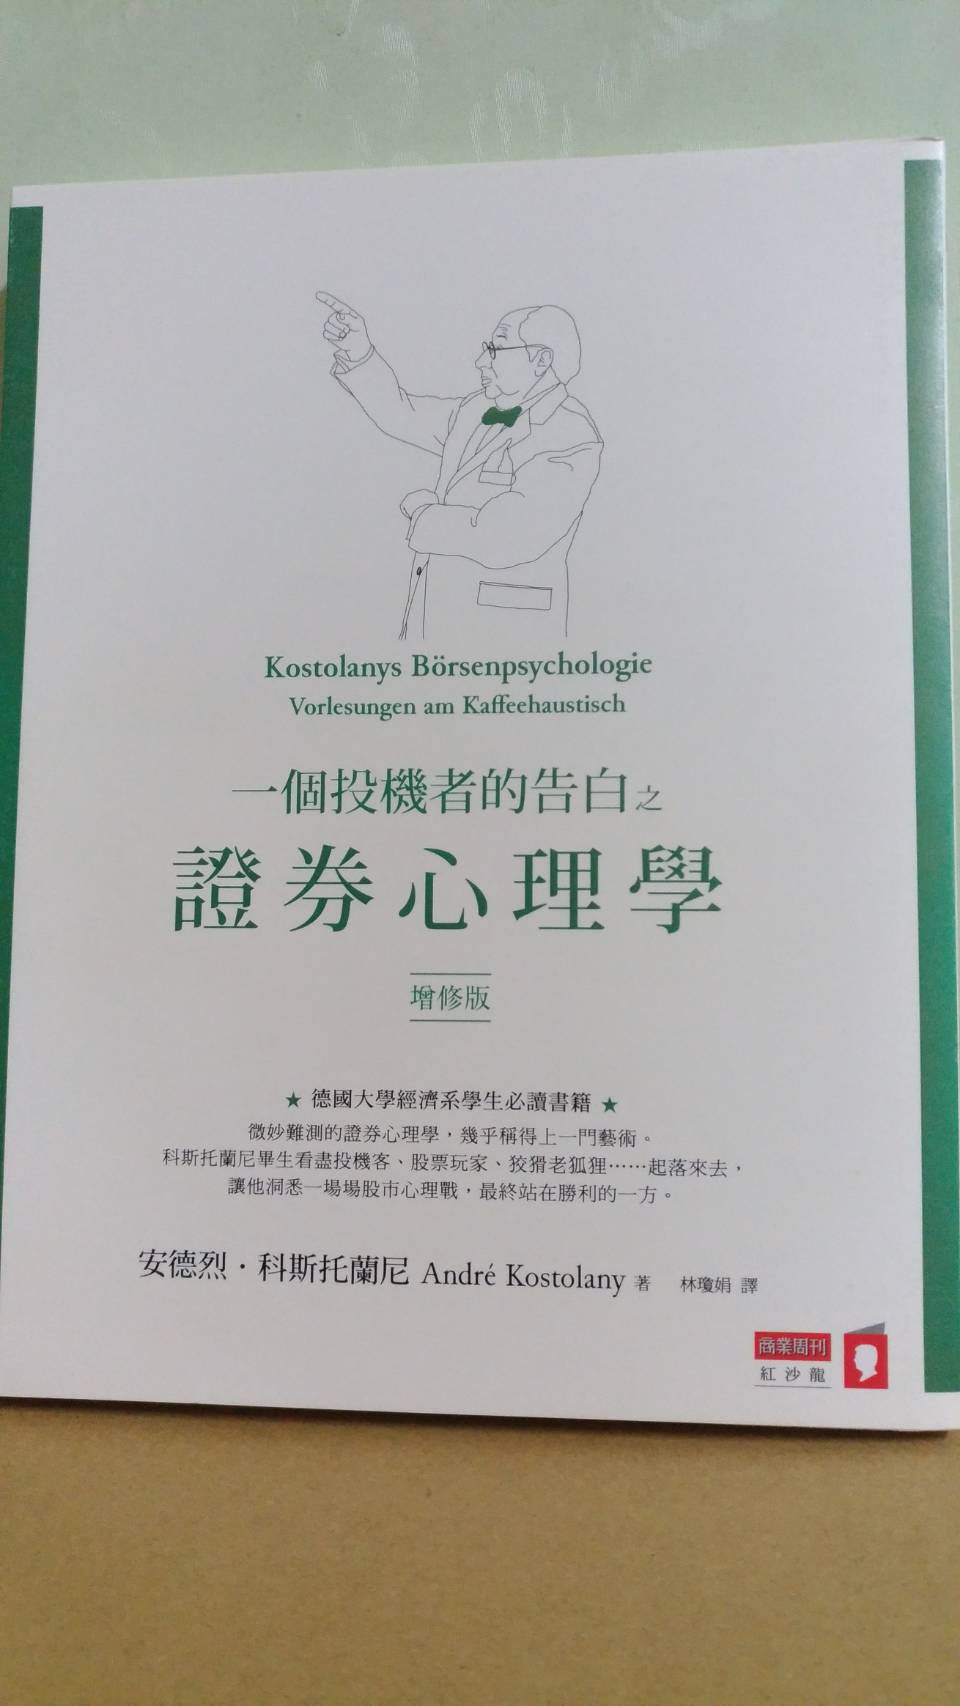 Kostolanys Börsenpsychologie
Vorlesungen am Kaffeehaustisch
一個投機者的告白之
證券心理學
增修版
★ 德國大學經濟系學生必讀書籍 ★
微妙難測的證券心理學，幾乎稱得上一門藝術。
科斯托蘭尼畢生看盡投機客、股票玩家、狡猾老狐狸……起落來去，
讓他洞悉一場場股市心理戰，最終站在勝利的一方。
安德烈．科斯托蘭尼 André Kostolany 著 林瓊娟 譯
商業周刊
紅沙龍